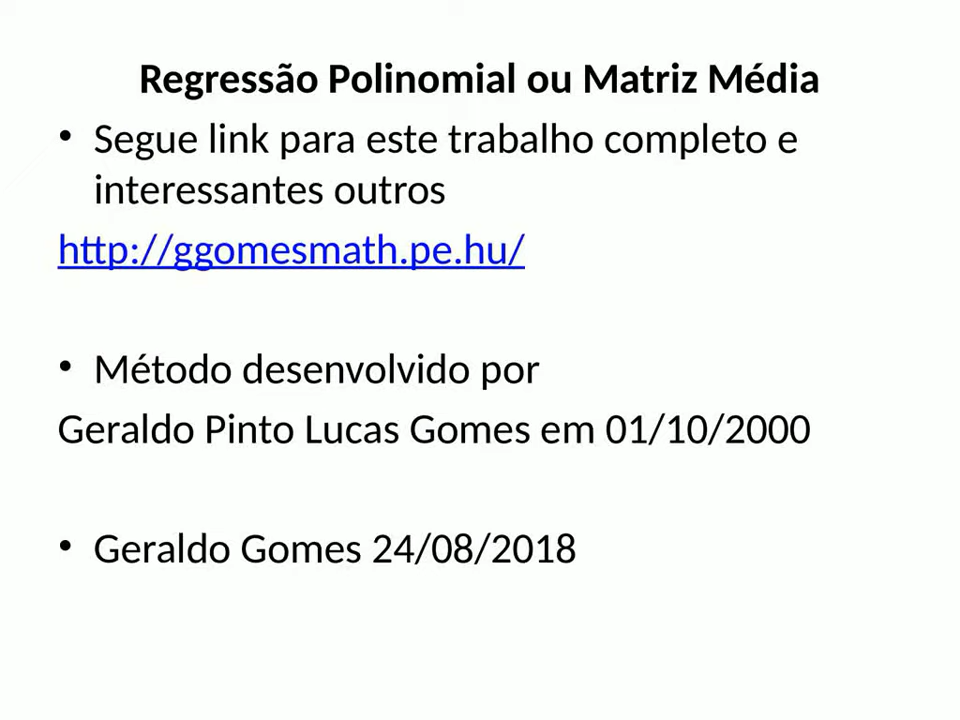 Regressão Polinomial ou Matriz Média
• Segue link para este trabalho completo e
interessantes outros
http://ggomesmath.pe.hu/
• Método desenvolvido por
Geraldo Pinto Lucas Gomes em 01/10/2000
• Geraldo Gomes 24/08/2018